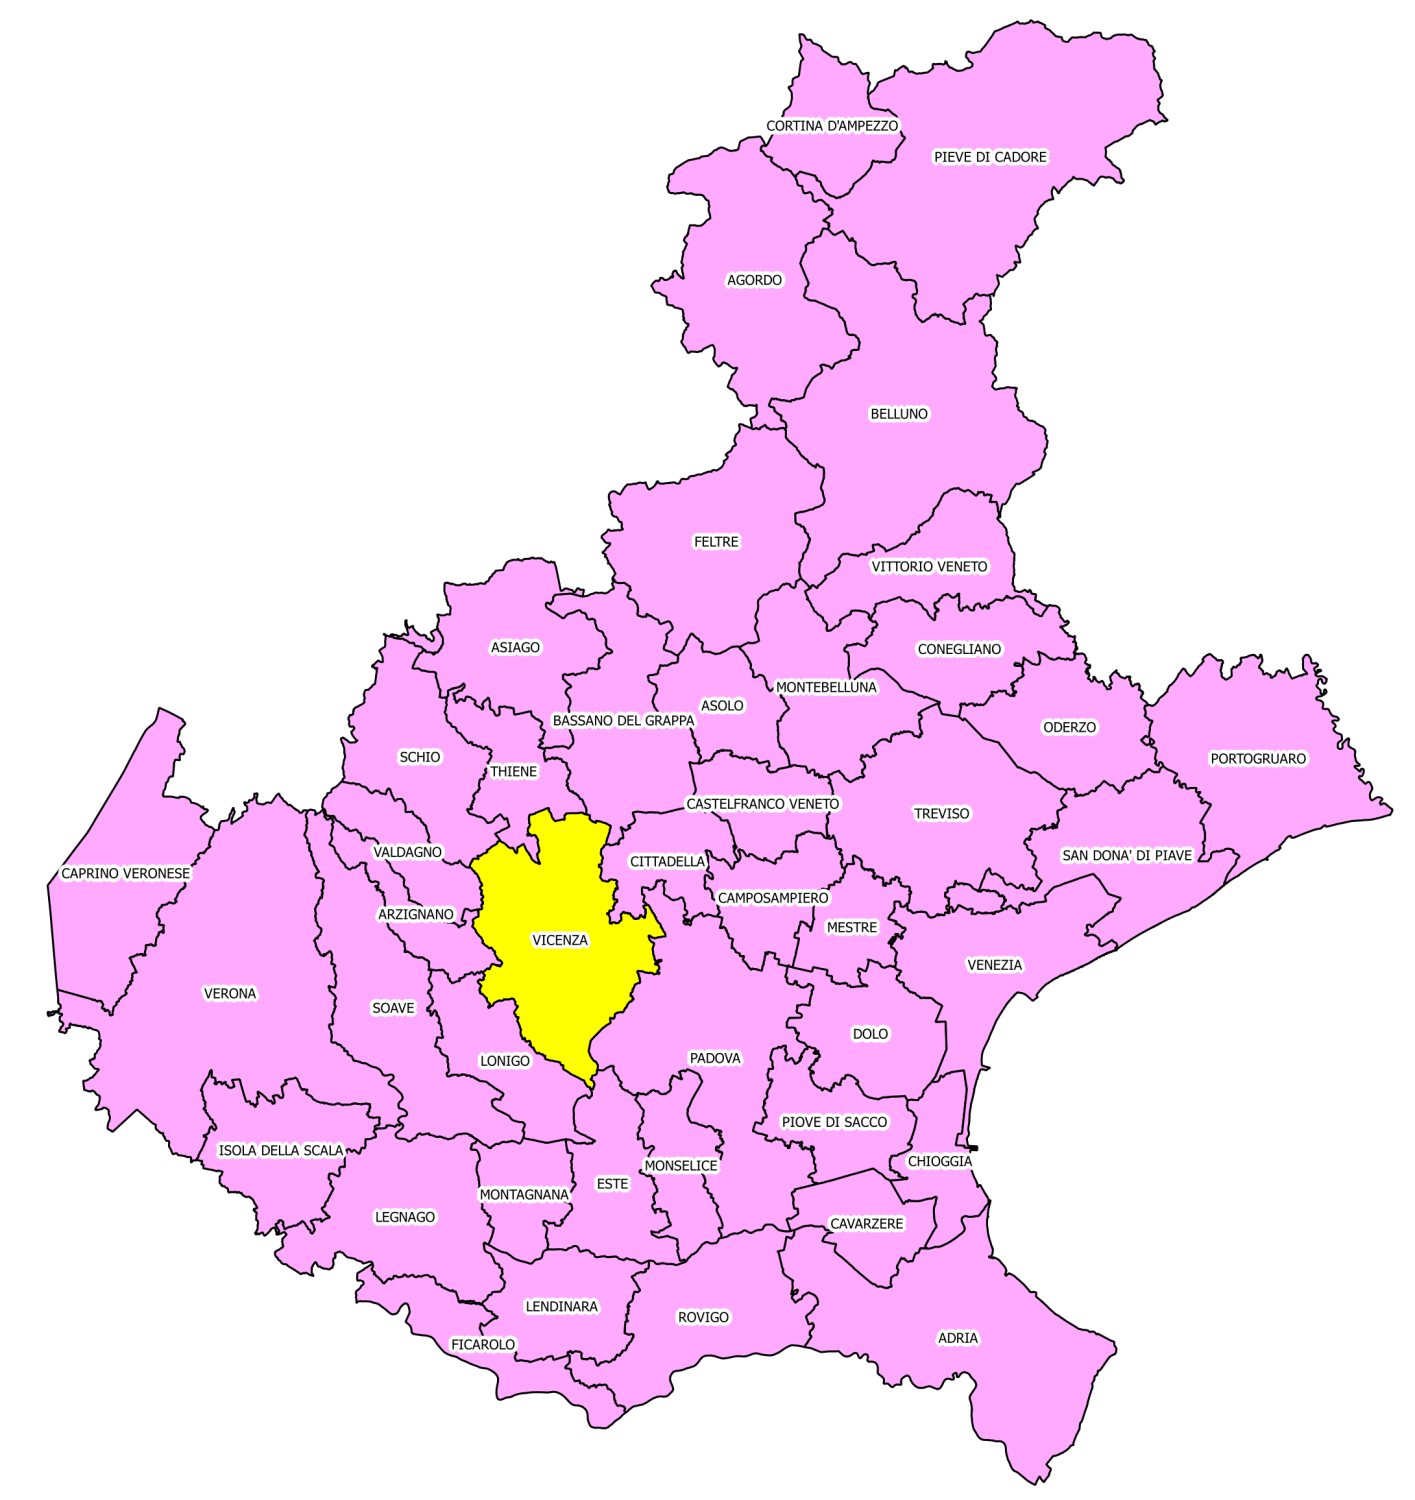 CORTINA D'AMPEZZO
PIEVE DI CADORE
AGORDO
BELLUNO
FELTRE
VITTORIO VENETO
ASIAGO
CONEGLIANO
MONTEBELLUNA
ASOLO
BASSANO DEL GRAPPA
ODERZO
SCHIO
PORTOGRUARO
THIENE
CASTELFRANCO VENETO
TREVISO
VALDAGNO
SAN DONA' DI PIAVE
CITTADELLA
CAPRINO VERONESE
CAMPOSAMPIERO
ARZIGNANO
MESTRE
VICENZA
VENEZIA
VERONA
SOAVE
DOLO
PADOVA
LONIGO
PIOVE DI SACCO
ISOLA DELLA SCALA
CHIOGGIA
MONSELICE
ESTE
MONTAGNANA
LEGNAGO
CAVARZERE
LENDINARA
ROVIGO
ADRIA
FICAROLO